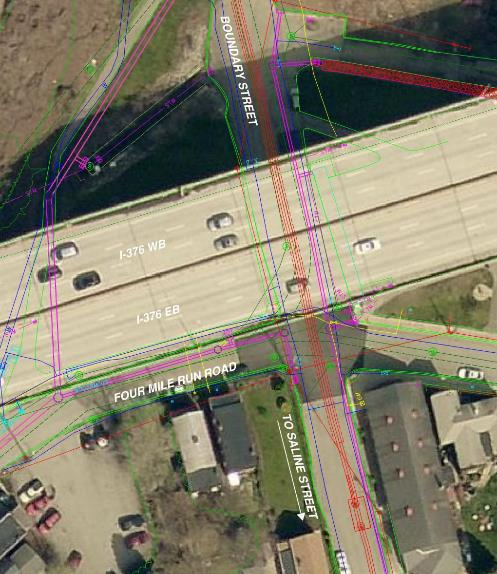 BOUNDARY STREET
I-376 WB
I-376 EB
FOUR MILE RUN ROAD
TO SALINE STREET